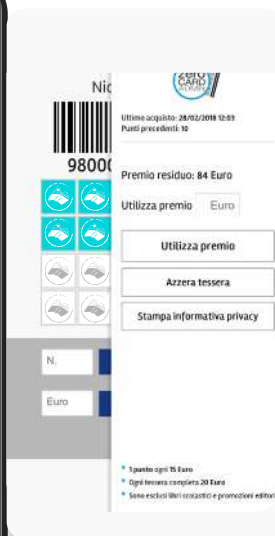 Nic
zero
CARD
ADMIN
Ultimo acquisto: 28/02/2018 12:03
Punti precedenti: 10
98000
Premio residuo: 84 Euro
Utilizza premio Euro
Utilizza premio
Azzera tessera
Stampa informativa privacy
N.
Euro
1 punto ogni 15 Euro
Ogni tessera completa 20 Euro
Sono esclusi libri scolastici e promozioni editori